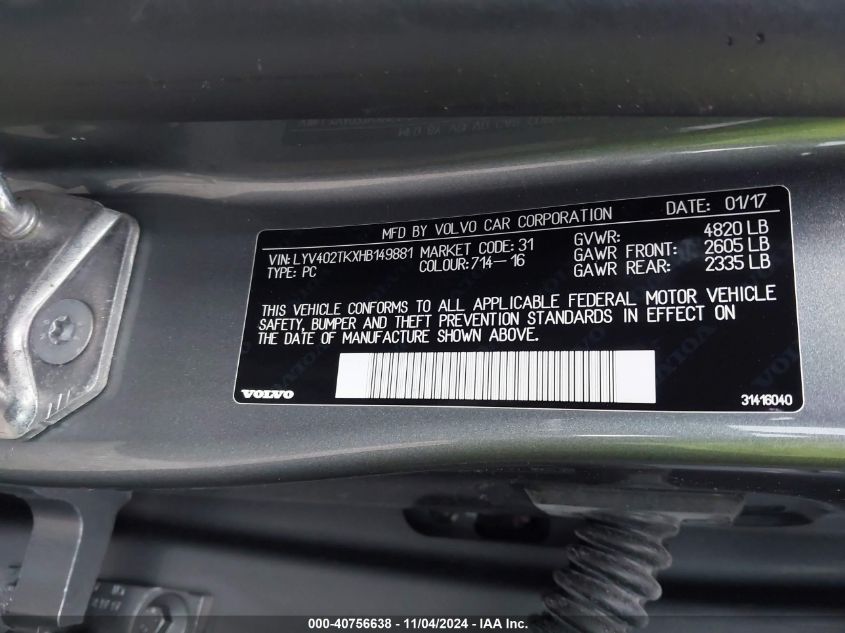 MFD BY VOLVO CAR CORPORATION DATE: 01/17
VIN:LYV402TKXHB149881 MARKET CODE: 31 GVWR: 4820 LB
TYPE: PC COLOUR:714-16 GAWR FRONT: 2605 LB
GAWR REAR: 2335 LB
THIS VEHICLE CONFORMS TO ALL APPLICABLE FEDERAL MOTOR VEHICLE
SAFETY, BUMPER AND THEFT PREVENTION STANDARDS IN EFFECT ON
THE DATE OF MANUFACTURE SHOWN ABOVE.
VOLVO 31416040
000-40756638 - 11/04/2024 - IAA Inc.